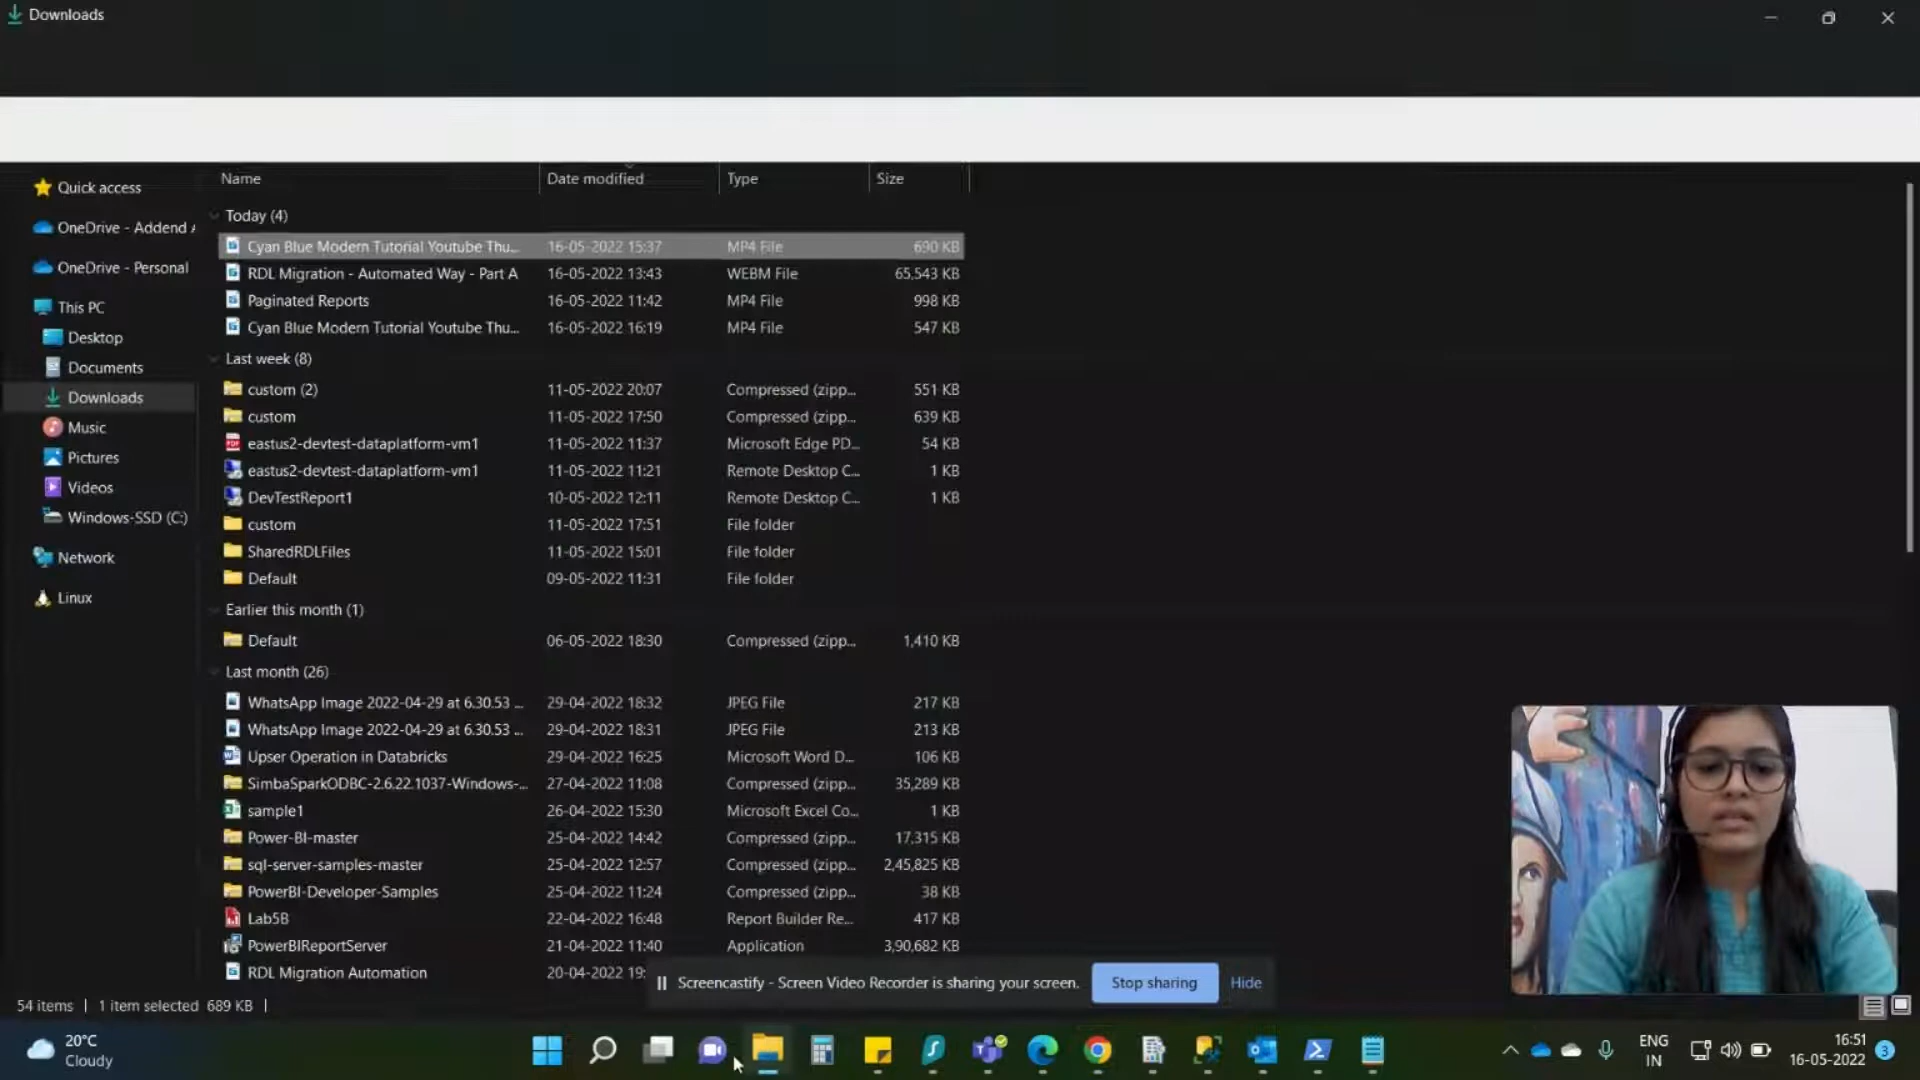 Downloads
Name Date modified Type Size
Quick access
OneDrive - Addend
OneDrive - Personal
This PC
Desktop
Documents
Downloads
Music
Pictures
Videos
Windows-SSD (C:)
Network
Linux
Today (4)
Cyan Blue Modern Tutorial Youtube Thu... 16-05-2022 15:37 MP4 File 690 KB
RDL Migration - Automated Way - Part A 16-05-2022 13:43 WEBM File 65,543 KB
Paginated Reports 16-05-2022 11:42 MP4 File 998 KB
Cyan Blue Modern Tutorial Youtube Thu... 16-05-2022 16:19 MP4 File 547 KB
Last week (8)
custom (2) 11-05-2022 20:07 Compressed (zipp... 551 KB
custom 11-05-2022 17:50 Compressed (zipp... 639 KB
eastus2-devtest-dataplatform-vm1 11-05-2022 11:37 Microsoft Edge PD... 54 KB
eastus2-devtest-dataplatform-vm1 11-05-2022 11:21 Remote Desktop C... 1 KB
DevTestReport1 10-05-2022 12:11 Remote Desktop C... 1 KB
custom 11-05-2022 17:51 File folder
SharedRDLFiles 11-05-2022 15:01 File folder
Default 09-05-2022 11:31 File folder
Earlier this month (1)
Default 06-05-2022 18:30 Compressed (zipp... 1,410 KB
Last month (26)
WhatsApp Image 2022-04-29 at 6.30.53 ... 29-04-2022 18:32 JPEG File 217 KB
WhatsApp Image 2022-04-29 at 6.30.53 ... 29-04-2022 18:31 JPEG File 213 KB
Upser Operation in Databricks 29-04-2022 16:25 Microsoft Word D... 106 KB
SimbaSparkODBC-2.6.22.1037-Windows-... 27-04-2022 11:08 Compressed (zipp... 35,289 KB
sample1 26-04-2022 15:30 Microsoft Excel Co... 1 KB
Power-BI-master 25-04-2022 14:42 Compressed (zipp... 17,315 KB
sql-server-samples-master 25-04-2022 12:57 Compressed (zipp... 2,45,825 KB
PowerBI-Developer-Samples 25-04-2022 11:24 Compressed (zipp... 38 KB
Lab5B 22-04-2022 16:48 Report Builder Re... 417 KB
PowerBIReportServer 21-04-2022 11:40 Application 3,90,682 KB
RDL Migration Automation 20-04-2022 19:
Screencastify - Screen Video Recorder is sharing your screen. Stop sharing Hide
54 items | 1 item selected 689 KB |
20°C
Cloudy
ENG
IN
16:51
16-05-2022
3